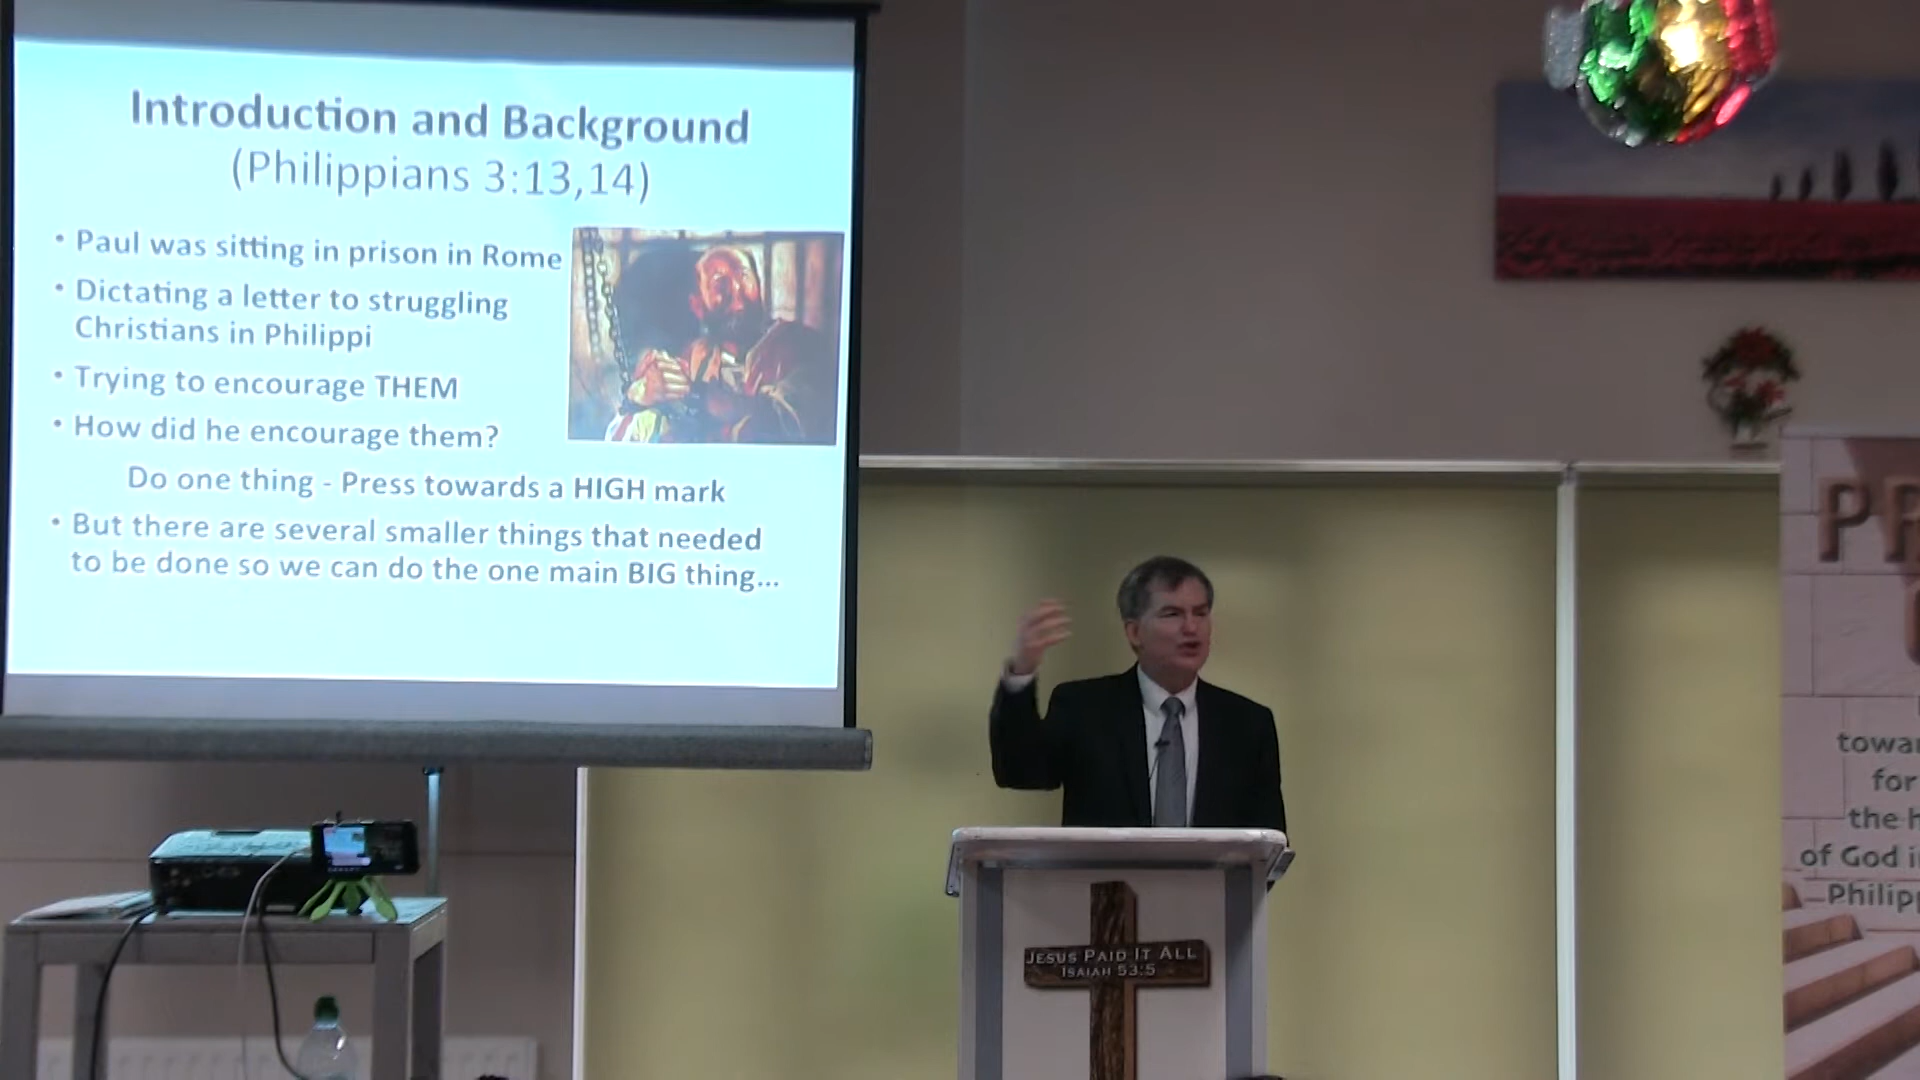 Introduction and Background
(Philippians 3:13,14)
• Paul was sitting in prison in Rome
• Dictating a letter to struggling
Christians in Philippi
• Trying to encourage THEM
• How did he encourage them?
Do one thing - Press towards a HIGH mark
• But there are several smaller things that needed
to be done so we can do the one main BIG thing...
JESUS PAID IT ALL
ISAIAH 53:5
for
of God